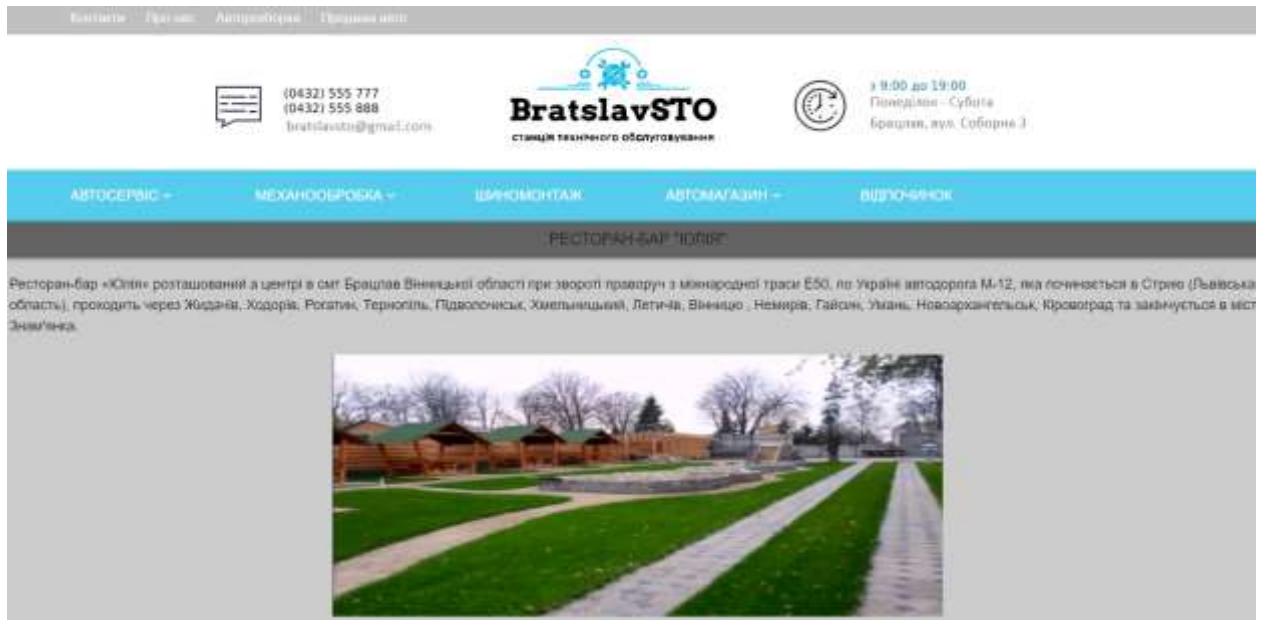 Контакти Про нас Авторозборка Продажа авто
(0432) 555 777
(0432) 555 888
bratslavsto@gmail.com
BratslavSTO
станція технічного обслуговування
з 9:00 до 19:00
Понеділок - Субота
Брацлав, вул. Соборна 3
АВТОСЕРВІС МЕХАНООБРОБКА ШИНОМОНТАЖ АВТОМАГАЗИН ВІДПОЧИНОК
РЕСТОРАН-БАР "ЮЛІЯ"
Ресторан-бар «Юлія» розташований а центрі в смт Брацлав Вінницької області при звороті праворуч з міжнародної траси E50, по Україні автодорога М-12, яка починається в Стрию (Львівська
область), проходить через Жидачів, Ходорів, Рогатин, Тернопіль, Підволочиськ, Хмельницький, Летичів, Вінницю , Немирів, Гайсин, Умань, Новоархангельськ, Кіровоград та закінчується в міст
Знам'янка.